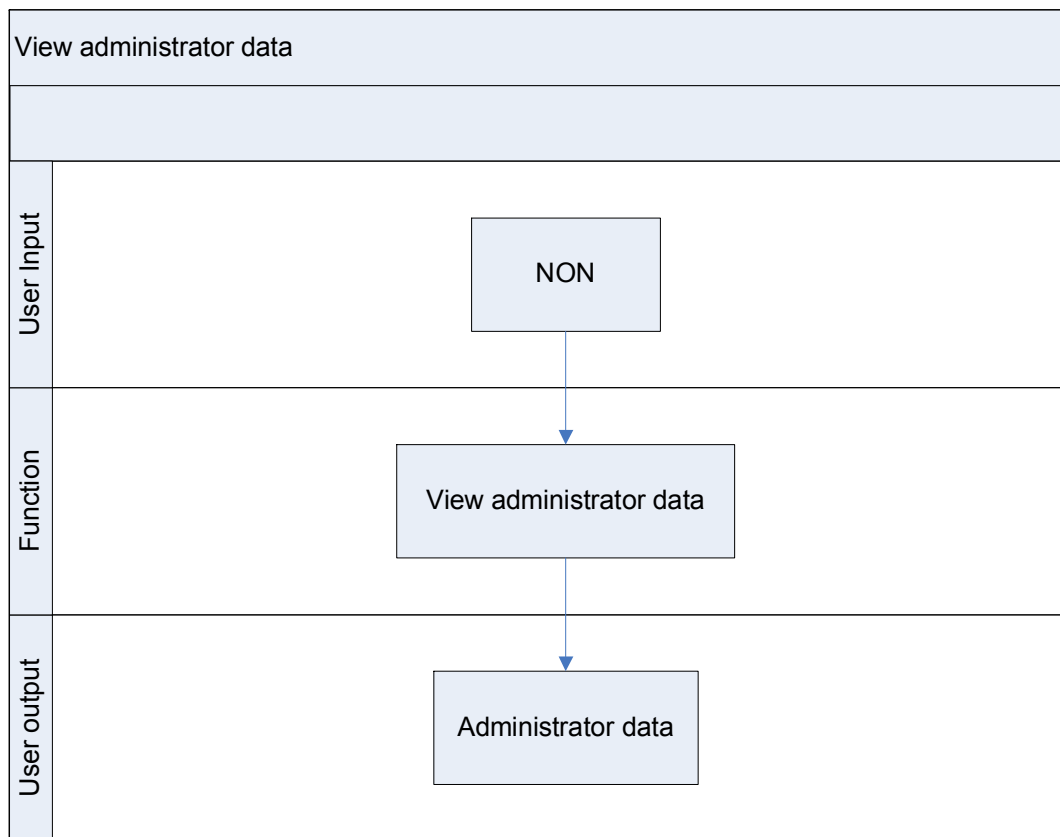 View administrator data
User Input
NON
Function
View administrator data
User output
Administrator data